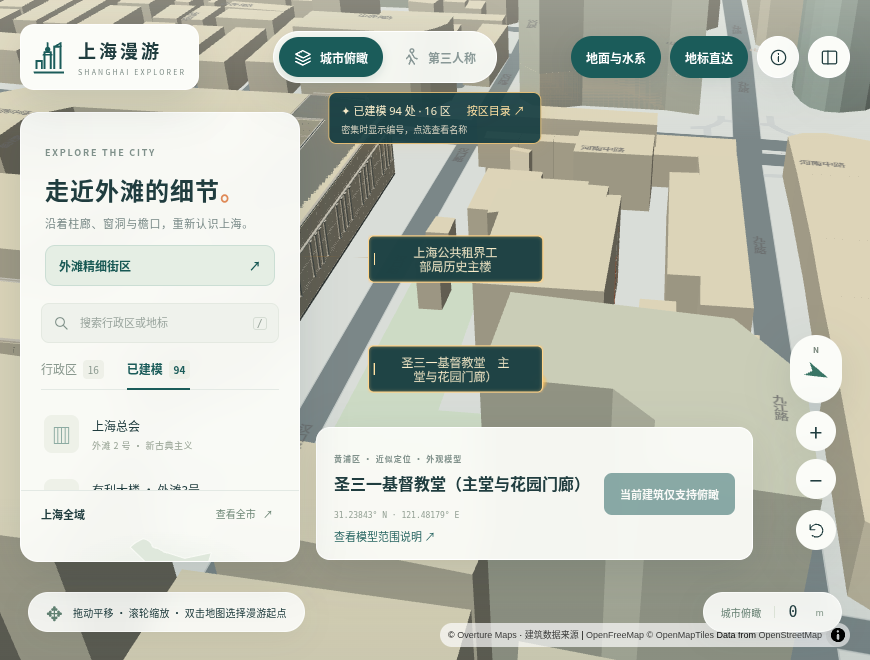 上海漫游
SHANGHAI EXPLORER
城市俯瞰
第三人称
地面与水系
地标直达
✦ 已建模 94 处 · 16 区 按区目录 ↗
密集时显示编号，点选查看名称
EXPLORE THE CITY
走近外滩的细节。
沿着柱廊、窗洞与檐口，重新认识上海。
外滩精细街区 ↗
搜索行政区或地标 /
行政区 16 已建模 94
上海总会
外滩 2 号 · 新古典主义
有利大楼 · 外滩3号
上海全域 查看全市 ↗
上海公共租界工
部局历史主楼
圣三一基督教堂 主
堂与花园门廊）
九江路
N
+
−
黄浦区 · 近似定位 · 外观模型
圣三一基督教堂（主堂与花园门廊）
当前建筑仅支持俯瞰
31.23843° N · 121.48179° E
查看模型范围说明 ↗
拖动平移 · 滚轮缩放 · 双击地图选择漫游起点
城市俯瞰 0 m
© Overture Maps · 建筑数据来源 | OpenFreeMap © OpenMapTiles Data from OpenStreetMap